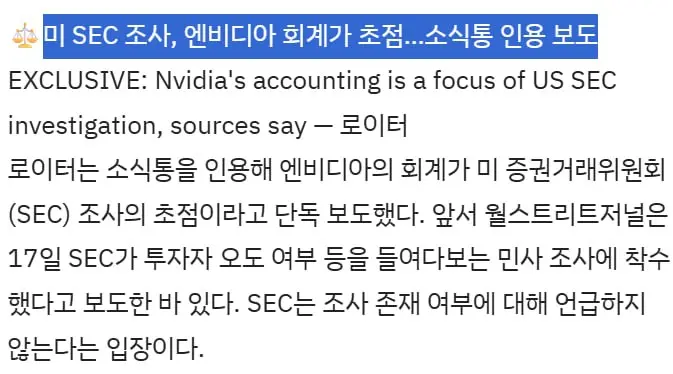 ⚖️미 SEC 조사, 엔비디아 회계가 초점...소식통 인용 보도
EXCLUSIVE: Nvidia's accounting is a focus of US SEC
investigation, sources say — 로이터
로이터는 소식통을 인용해 엔비디아의 회계가 미 증권거래위원회
(SEC) 조사의 초점이라고 단독 보도했다. 앞서 월스트리트저널은
17일 SEC가 투자자 오도 여부 등을 들여다보는 민사 조사에 착수
했다고 보도한 바 있다. SEC는 조사 존재 여부에 대해 언급하지
않는다는 입장이다.